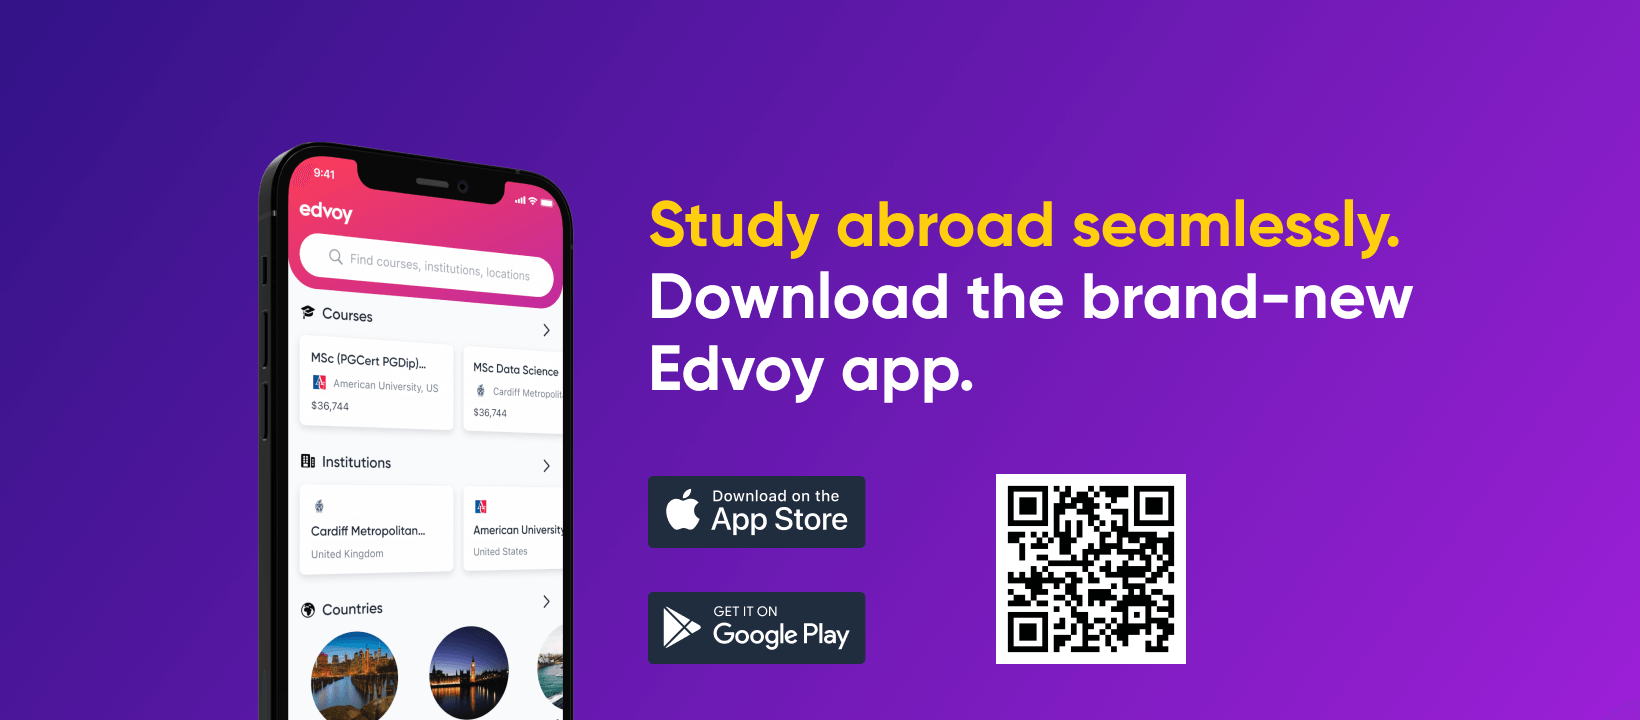 9:41
edvoy
Find courses, institutions, locations
Courses
MSc (PGCert PGDip)...
American University, US
$36,744
MSc Data Science
Cardiff Metropolit
$36,744
Institutions
Cardiff Metropolitan...
United Kingdom
American University
United States
Countries
Study abroad seamlessly.
Download the brand-new
Edvoy app.
Download on the
App Store
GET IT ON
Google Play